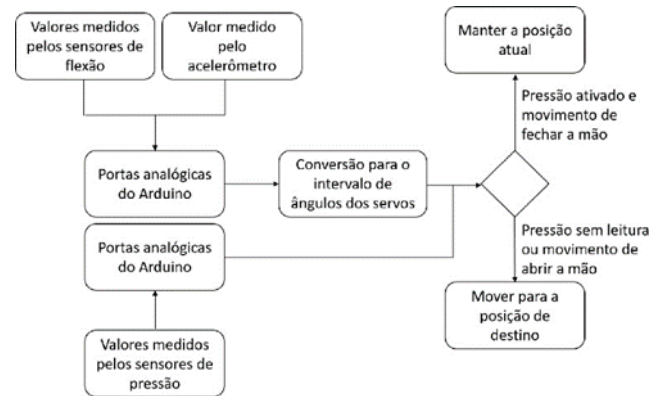 Valores medidos
pelos sensores de
flexão
Valor medido
pelo
acelerômetro
Manter a posição
atual
Pressão ativado e
movimento de
fechar a mão
Portas analógicas
do Arduino
Conversão para o
intervalo de
ângulos dos servos
Portas analógicas
do Arduino
Pressão sem leitura
ou movimento de
abrir a mão
Mover para a
posição de
destino
Valores medidos
pelos sensores de
pressão